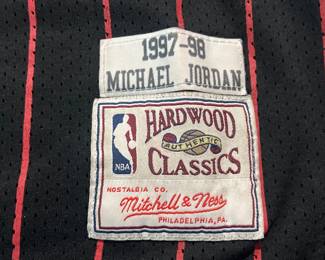 1997-98
MICHAEL JORDAN
HARDWOOD
AUTHENTIC
CLASSICS
NBA
NOSTALGIA CO.
Mitchell & Ness
PHILADELPHIA, PA.